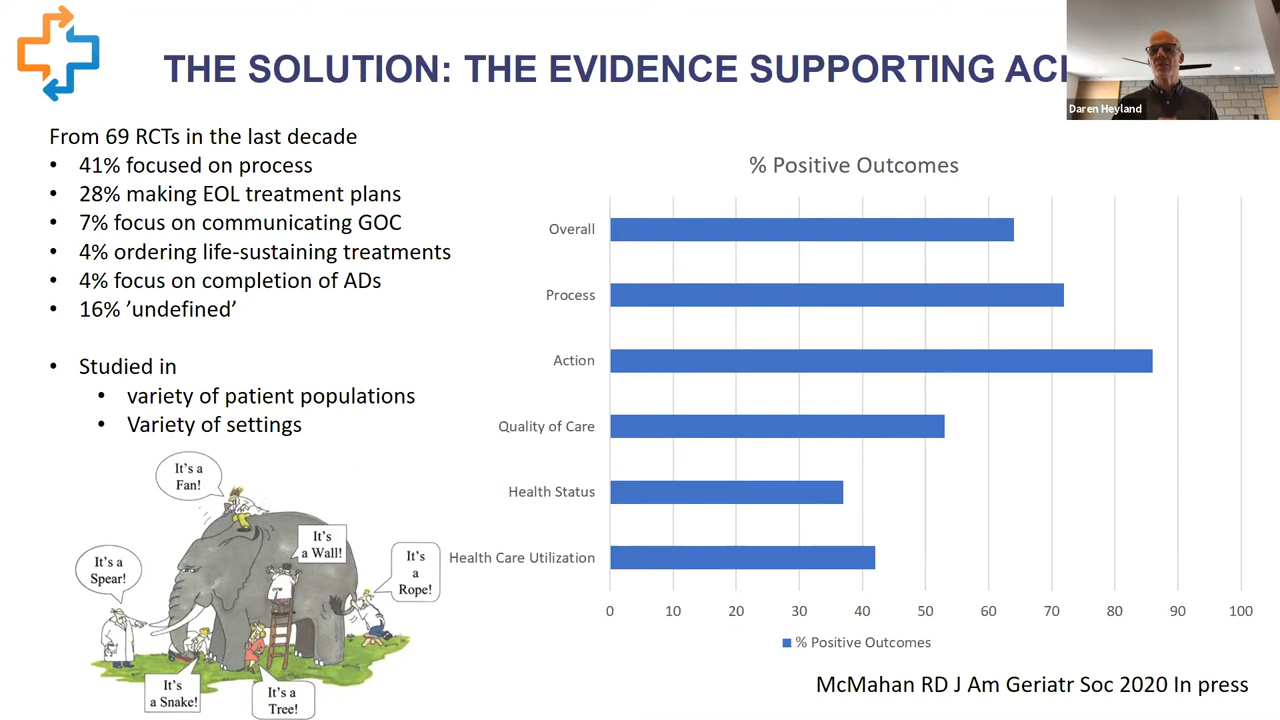 THE SOLUTION: THE EVIDENCE SUPPORTING
Daren Heyland
From 69 RCTs in the last decade
• 41% focused on process
• 28% making EOL treatment plans
• 7% focus on communicating GOC
• 4% ordering life-sustaining treatments
• 4% focus on completion of ADs
• 16% ’undefined’
• Studied in
• variety of patient populations
• Variety of settings
It's a
Fan!
It's
a Wall!
It's a
Spear!
It's
a
Rope!
It's
a Snake!
It's a
Tree!
% Positive Outcomes
Overall
Process
Action
Quality of Care
Health Status
Health Care Utilization
0 10 20 30 40 50 60 70 80 90 100
% Positive Outcomes
McMahan RD J Am Geriatr Soc 2020 In press